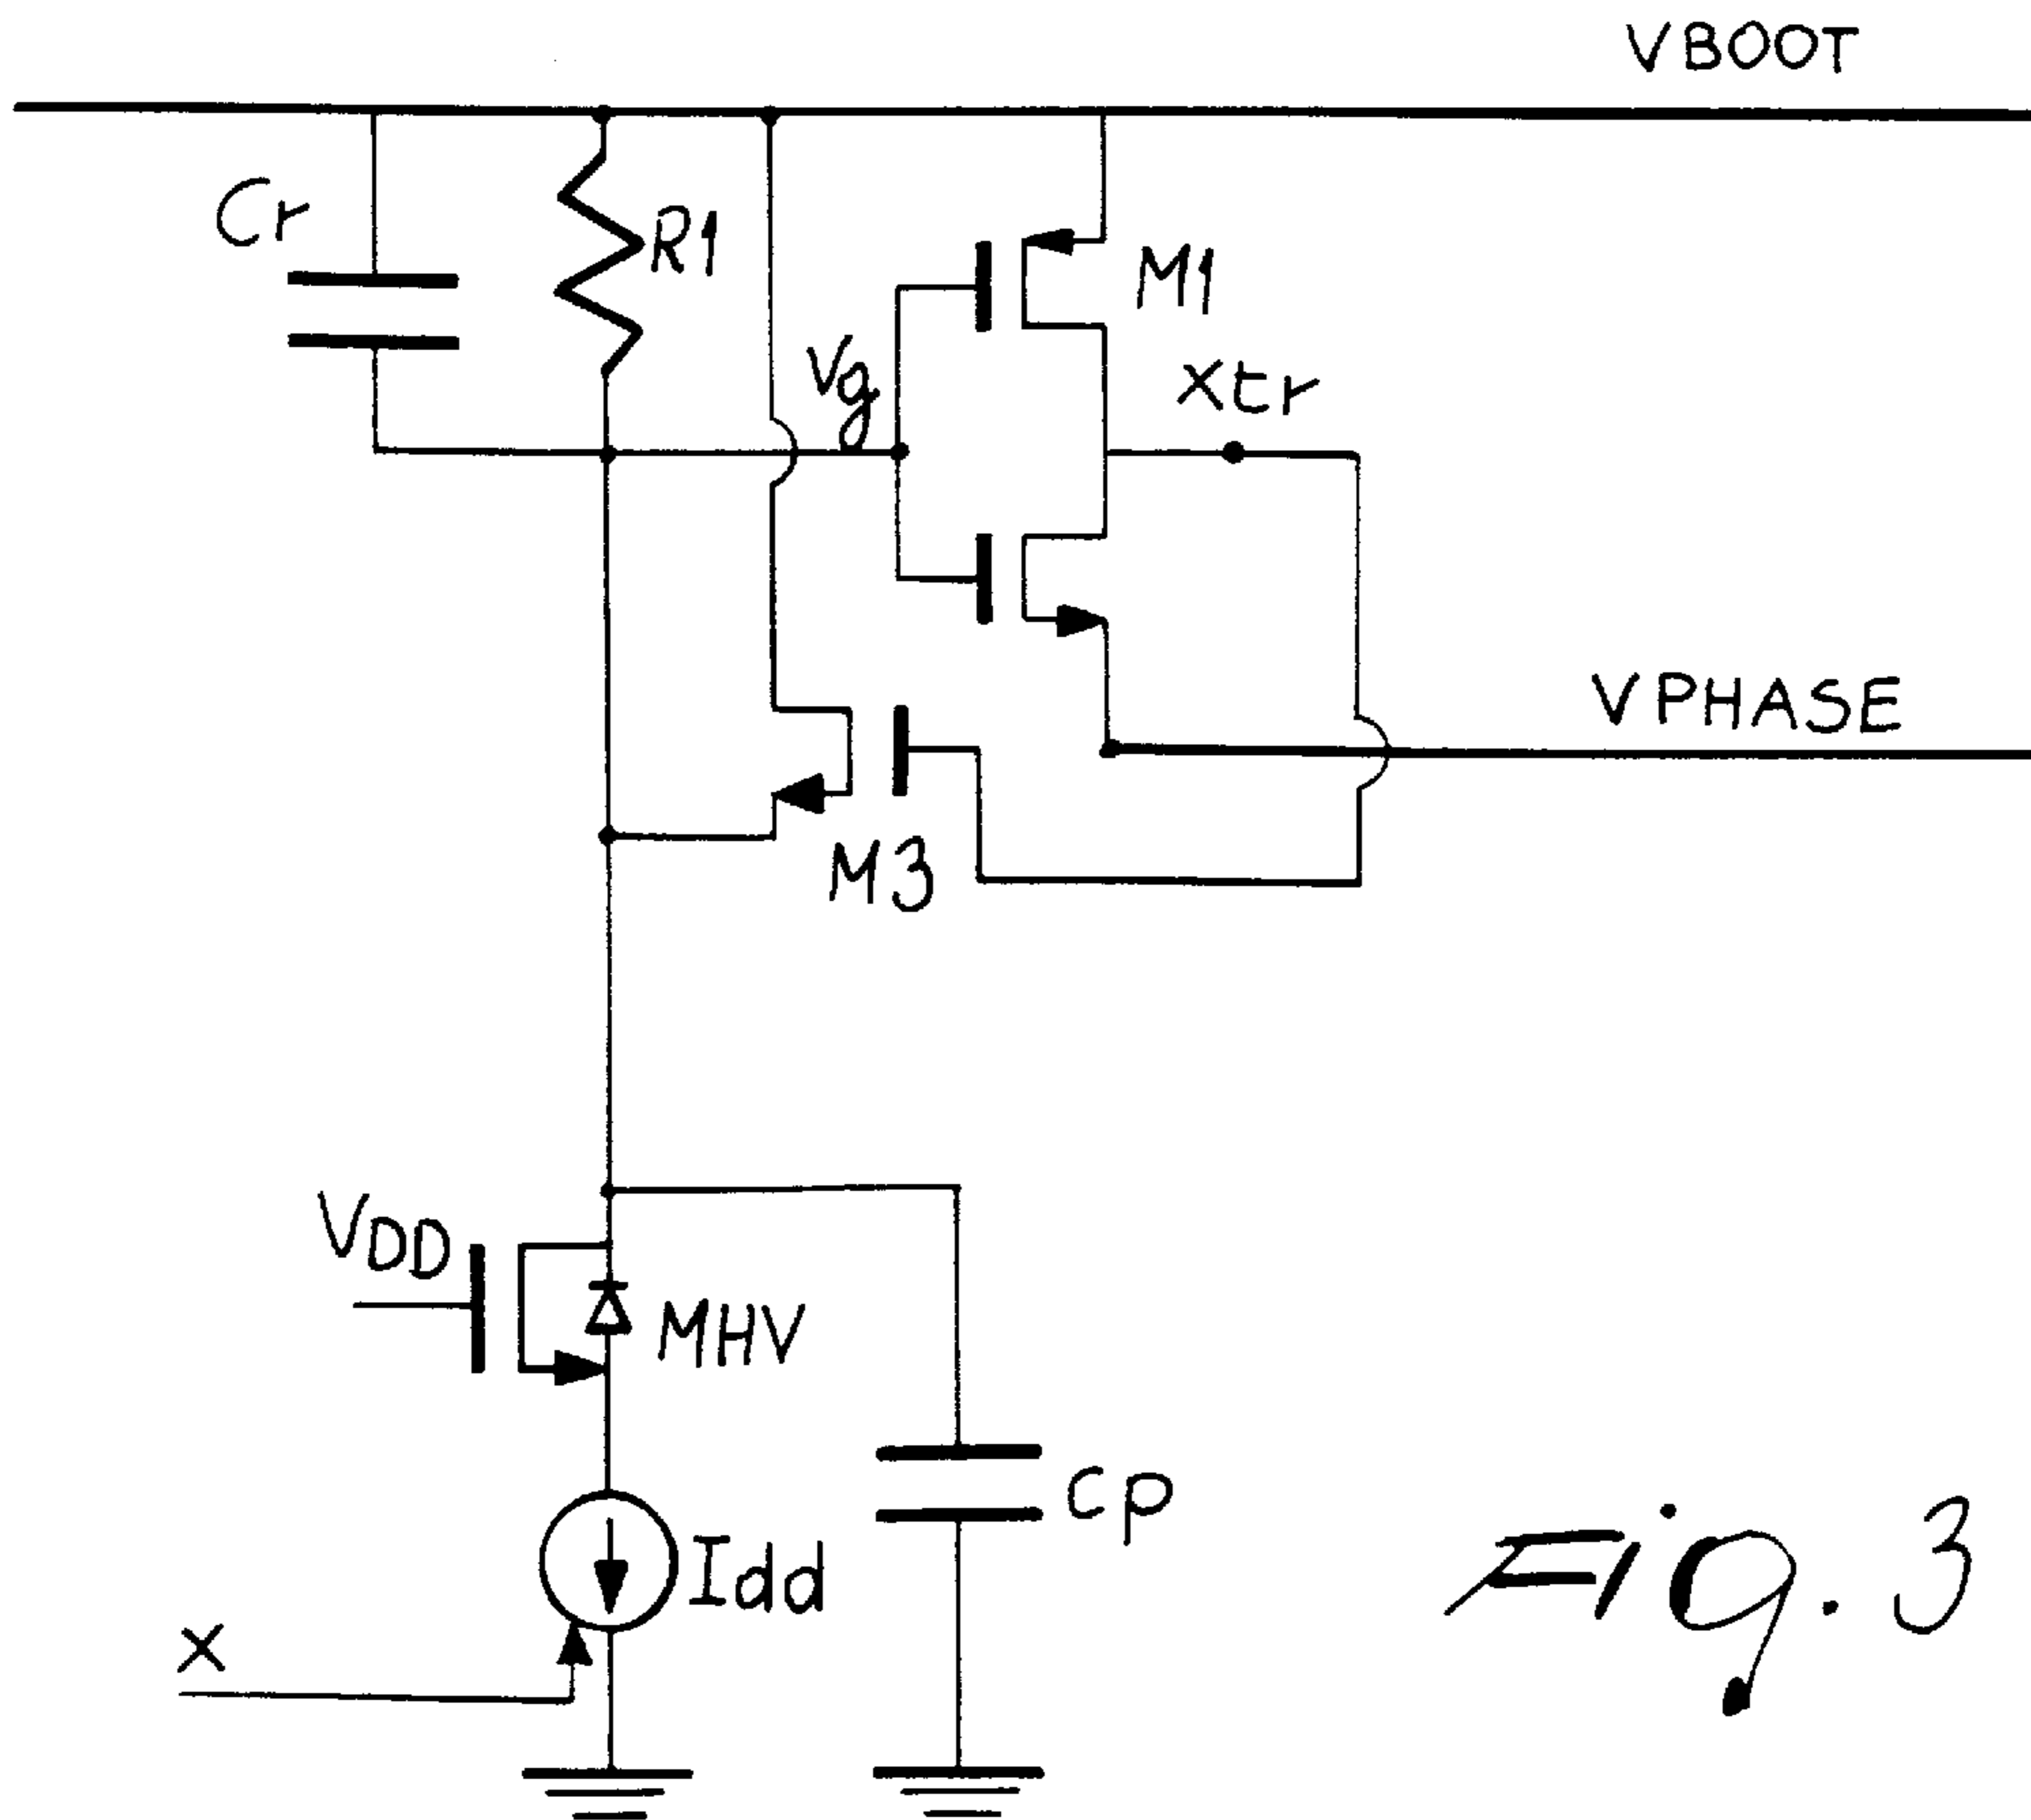 VBOOT
Cr
R1
M1
Vg
xtr
VPHASE
M3
VDD
MHV
Cp
Idd
x
Fig. 3